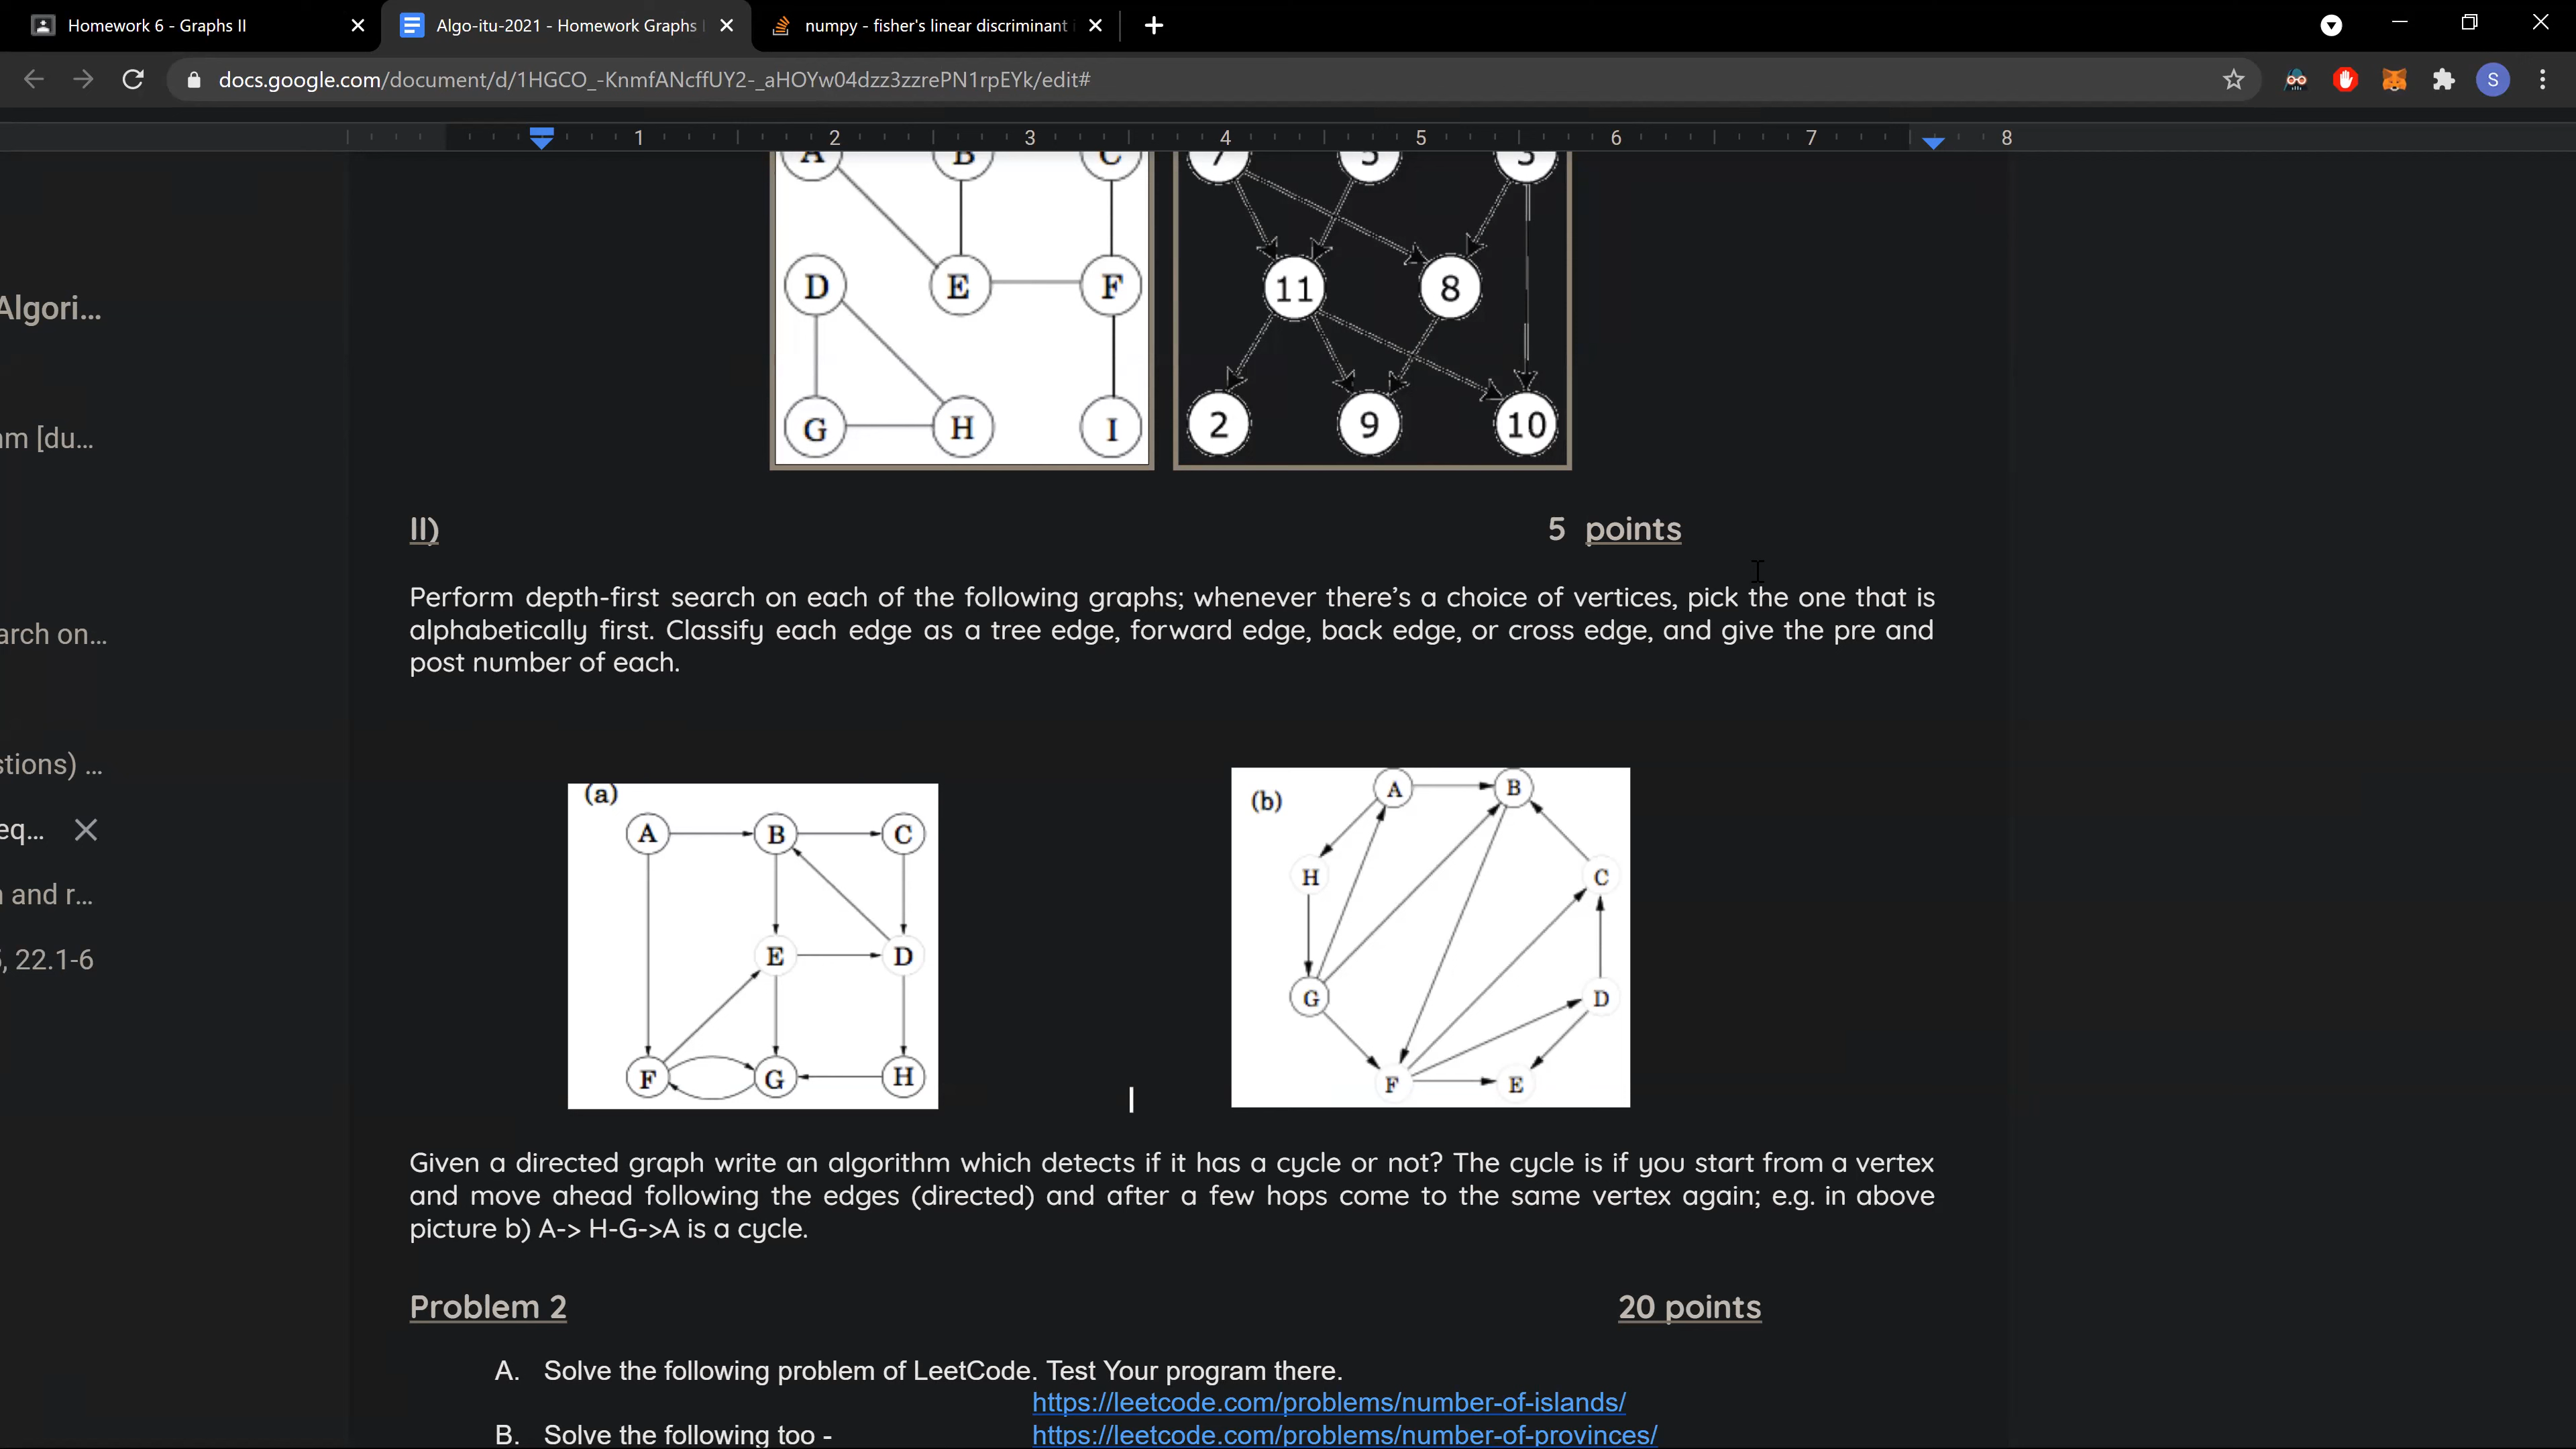 Homework 6 - Graphs II
Algo-itu-2021 - Homework Graphs
numpy - fisher's linear discriminant
docs.google.com/document/d/1HGCO_-KnmfANcffUY2-_aHOYw04dzz3zzrePN1rpEYk/edit#
S
1 2 3 4 5 6 7 8
A B C
7 5 3
Algori...
D E F
11 8
G H I
2 9 10
am [du...
II) 5 points
Perform depth-first search on each of the following graphs; whenever there's a choice of vertices, pick the one that is
alphabetically first. Classify each edge as a tree edge, forward edge, back edge, or cross edge, and give the pre and
post number of each.
arch on...
stions) ...
eq...
n and r...
5, 22.1-6
(a)
A B C
E D
F G H
(b)
A B
H C
G D
F E
Given a directed graph write an algorithm which detects if it has a cycle or not? The cycle is if you start from a vertex
and move ahead following the edges (directed) and after a few hops come to the same vertex again; e.g. in above
picture b) A-> H-G->A is a cycle.
Problem 2 20 points
A. Solve the following problem of LeetCode. Test Your program there.
https://leetcode.com/problems/number-of-islands/
B. Solve the following too - https://leetcode.com/problems/number-of-provinces/